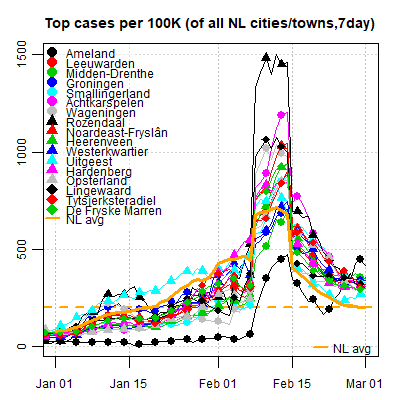 Top cases per 100K (of all NL cities/towns,7day)
1500
1000
500
0
Ameland
Leeuwarden
Midden-Drenthe
Groningen
Smallingerland
Achtkarspelen
Wageningen
Rozendaal
Noardeast-Fryslân
Heerenveen
Westerkwartier
Uitgeest
Hardenberg
Opsterland
Lingewaard
Tytsjerksteradiel
De Fryske Marren
NL avg
NL avg
Jan 01
Jan 15
Feb 01
Feb 15
Mar 01